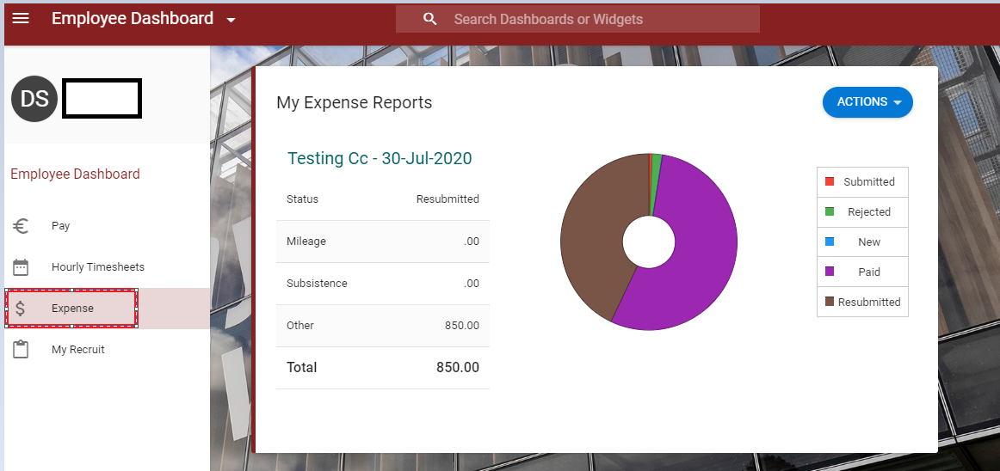 Employee Dashboard
Search Dashboards or Widgets
DS
Employee Dashboard
€ Pay
Hourly Timesheets
$ Expense
My Recruit
My Expense Reports
ACTIONS
Testing Cc - 30-Jul-2020
Status Resubmitted
Mileage .00
Subsistence .00
Other 850.00
Total 850.00
Submitted
Rejected
New
Paid
Resubmitted